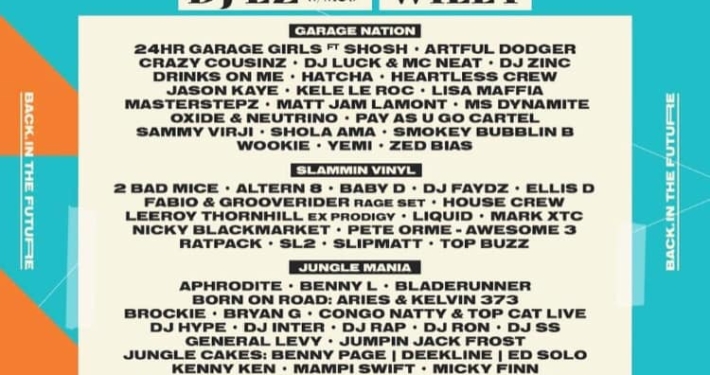 GARAGE NATION
24HR GARAGE GIRLS FT SHOSH · ARTFUL DODGER
CRAZY COUSINZ · DJ LUCK & MC NEAT · DJ ZINC
DRINKS ON ME · HATCHA · HEARTLESS CREW
JASON KAYE · KELE LE ROC · LISA MAFFIA
MASTERSTEPZ · MATT JAM LAMONT · MS DYNAMITE
OXIDE & NEUTRINO · PAY AS U GO CARTEL
SAMMY VIRJI · SHOLA AMA · SMOKEY BUBBLIN B
WOOKIE · YEMI · ZED BIAS
SLAMMIN VINYL
2 BAD MICE · ALTERN 8 · BABY D · DJ FAYDZ · ELLIS D
FABIO & GROOVERIDER RAGE SET · HOUSE CREW
LEEROY THORNHILL EX PRODIGY · LIQUID · MARK XTC
NICKY BLACKMARKET · PETE ORME - AWESOME 3
RATPACK · SL2 · SLIPMATT · TOP BUZZ
JUNGLE MANIA
APHRODITE · BENNY L · BLADERUNNER
BORN ON ROAD: ARIES & KELVIN 373
BROCKIE · BRYAN G · CONGO NATTY & TOP CAT LIVE
DJ HYPE · DJ INTER · DJ RAP · DJ RON · DJ SS
GENERAL LEVY · JUMPIN JACK FROST
JUNGLE CAKES: BENNY PAGE | DEEKLINE | ED SOLO
KENNY KEN · MAMPI SWIFT · MICKY FINN
BACK. IN THE FUTURE
BACK. IN THE FUTURE